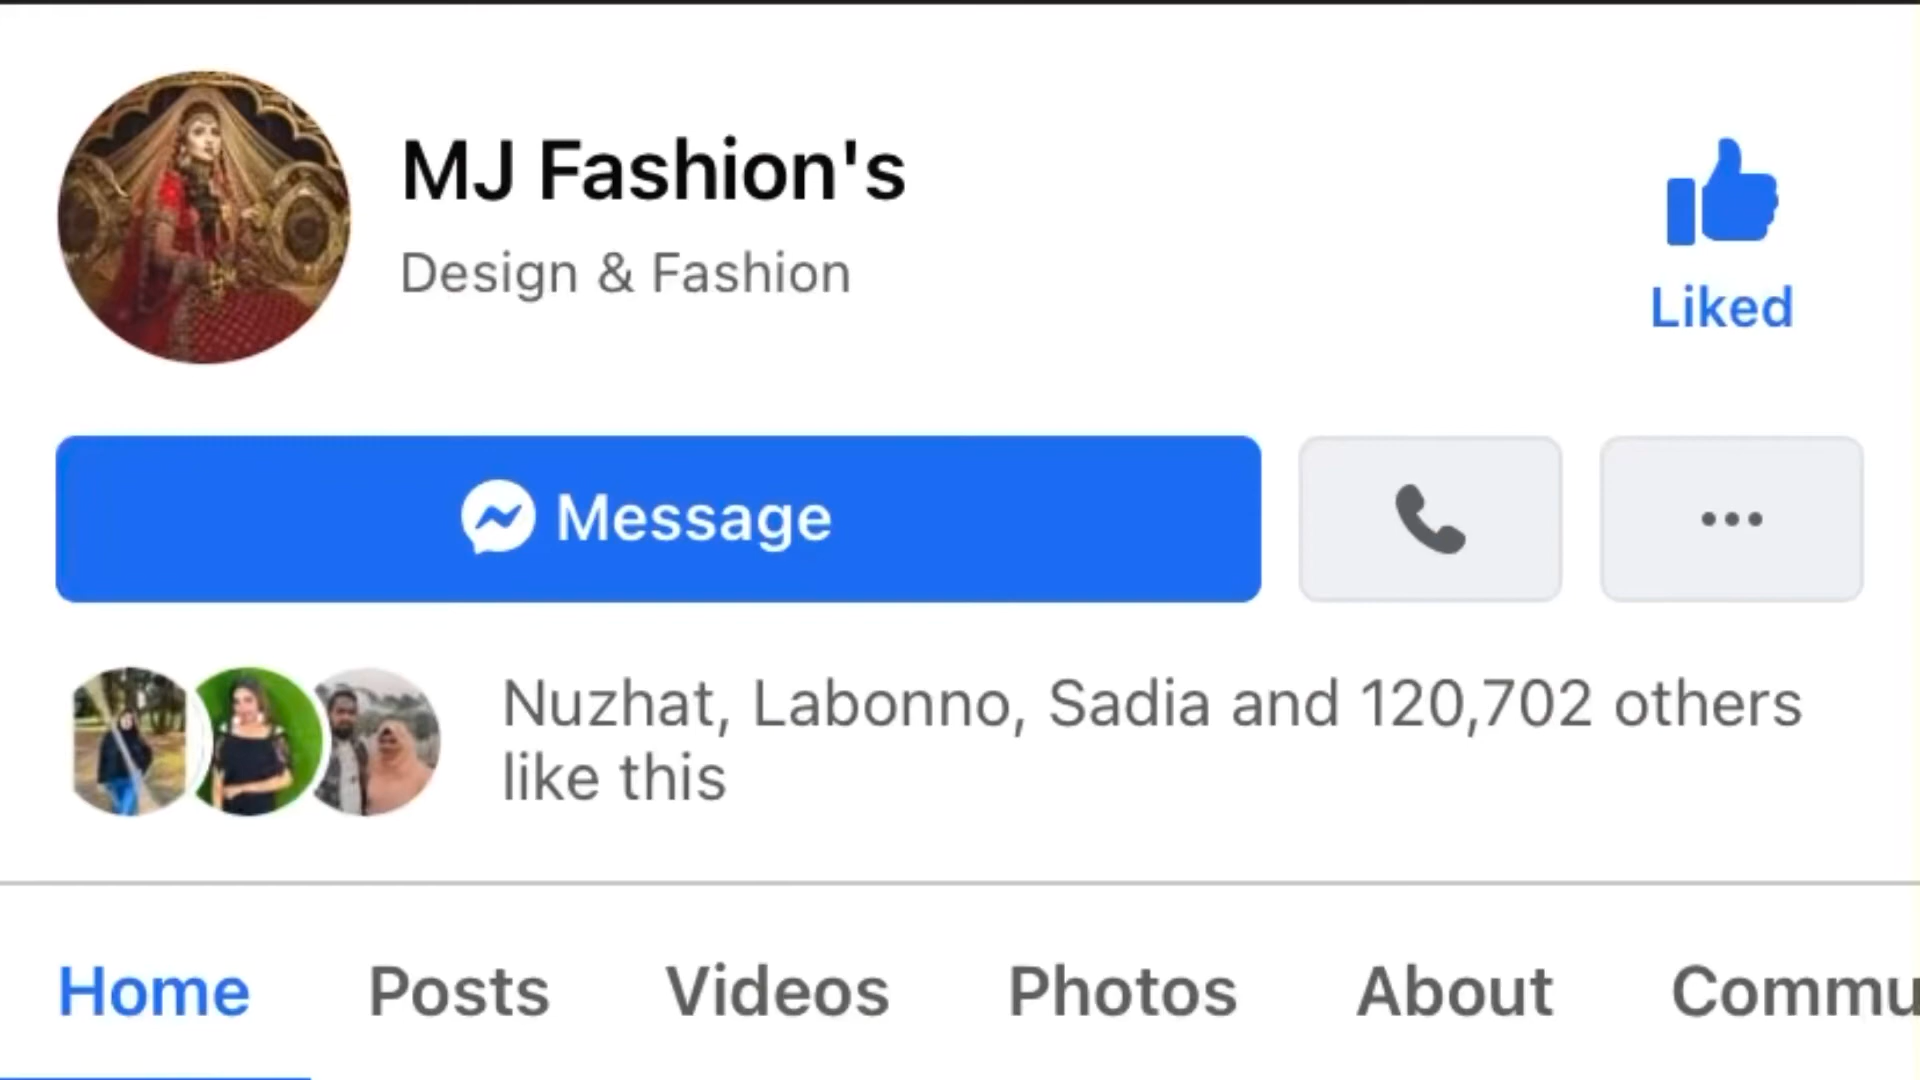 MJ Fashion's
Design & Fashion
Liked
Message
Nuzhat, Labonno, Sadia and 120,702 others
like this
Home Posts Videos Photos About Commu